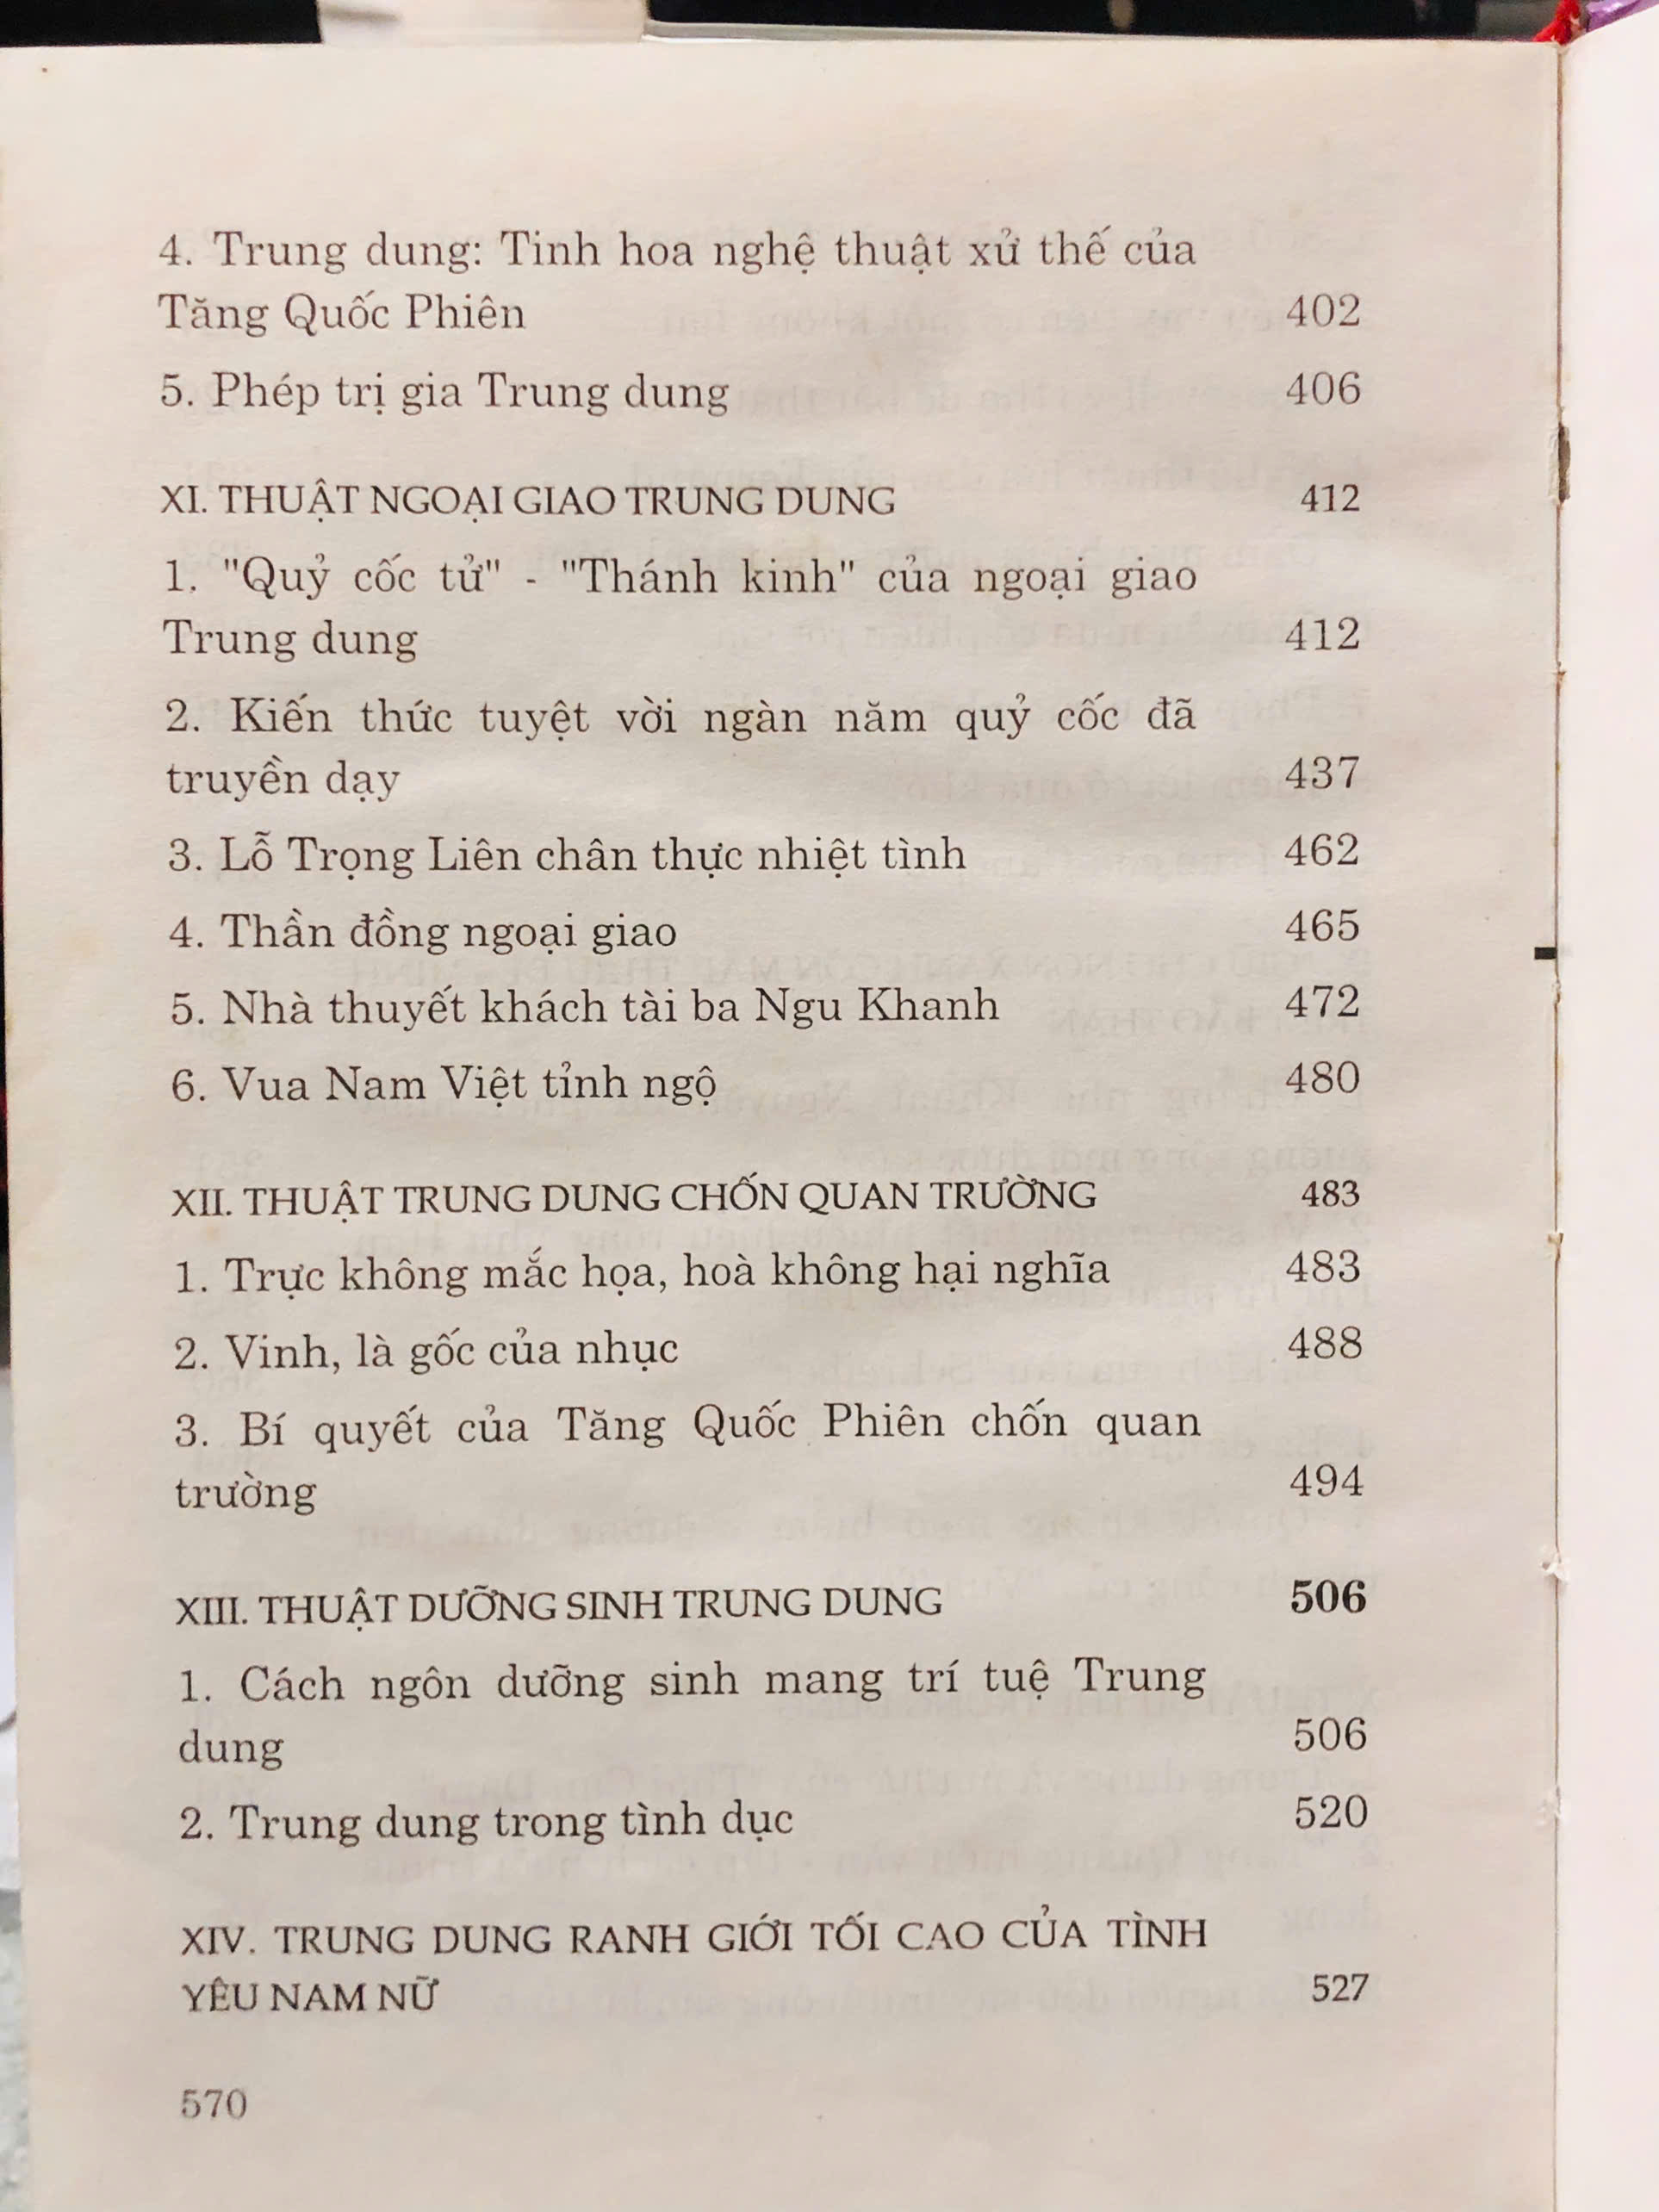 4. Trung dung: Tinh hoa nghệ thuật xử thế của
Tăng Quốc Phiên 402
5. Phép trị gia Trung dung 406
XI. THUẬT NGOẠI GIAO TRUNG DUNG 412
1. "Quỷ cốc tử" - "Thánh kinh" của ngoại giao
Trung dung 412
2. Kiến thức tuyệt vời ngàn năm quỷ cốc đã
truyền dạy 437
3. Lỗ Trọng Liên chân thực nhiệt tình 462
4. Thần đồng ngoại giao 465
5. Nhà thuyết khách tài ba Ngu Khanh 472
6. Vua Nam Việt tỉnh ngộ 480
XII. THUẬT TRUNG DUNG CHỐN QUAN TRƯỜNG 483
1. Trực không mắc họa, hoà không hại nghĩa 483
2. Vinh, là gốc của nhục 488
3. Bí quyết của Tăng Quốc Phiên chốn quan
trường 494
XIII. THUẬT DƯỠNG SINH TRUNG DUNG 506
1. Cách ngôn dưỡng sinh mang trí tuệ Trung
dung 506
2. Trung dung trong tình dục 520
XIV. TRUNG DUNG RANH GIỚI TỐI CAO CỦA TÌNH
YÊU NAM NỮ 527
570